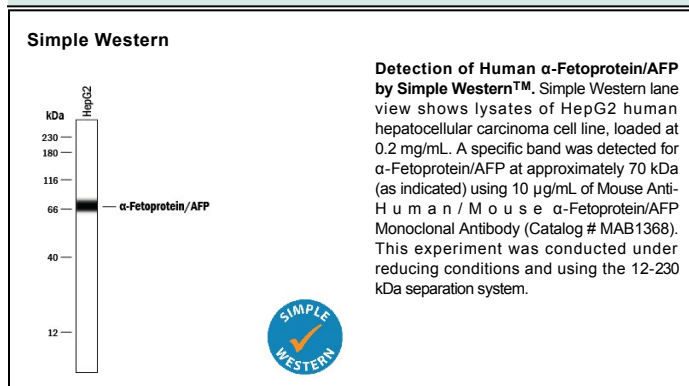 Simple Western
HepG2
kDa
230
180
116
66
α-Fetoprotein/AFP
40
12
SIMPLE
WESTERN
Detection of Human α-Fetoprotein/AFP
by Simple Western™. Simple Western lane
view shows lysates of HepG2 human
hepatocellular carcinoma cell line, loaded at
0.2 mg/mL. A specific band was detected for
α-Fetoprotein/AFP at approximately 70 kDa
(as indicated) using 10 µg/mL of Mouse Anti-
Human/Mouse α-Fetoprotein/AFP
Monoclonal Antibody (Catalog # MAB1368).
This experiment was conducted under
reducing conditions and using the 12-230
kDa separation system.